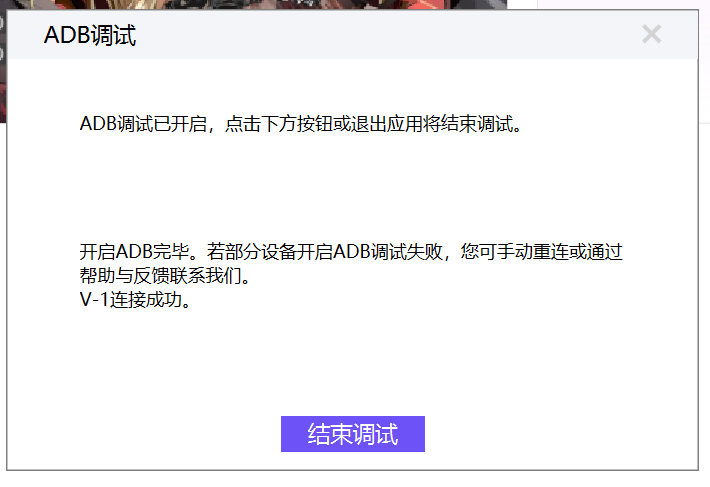 ADB调试
ADB调试已开启，点击下方按钮或退出应用将结束调试。
开启ADB完毕。若部分设备开启ADB调试失败，您可手动重连或通过
帮助与反馈联系我们。
V-1连接成功。
结束调试